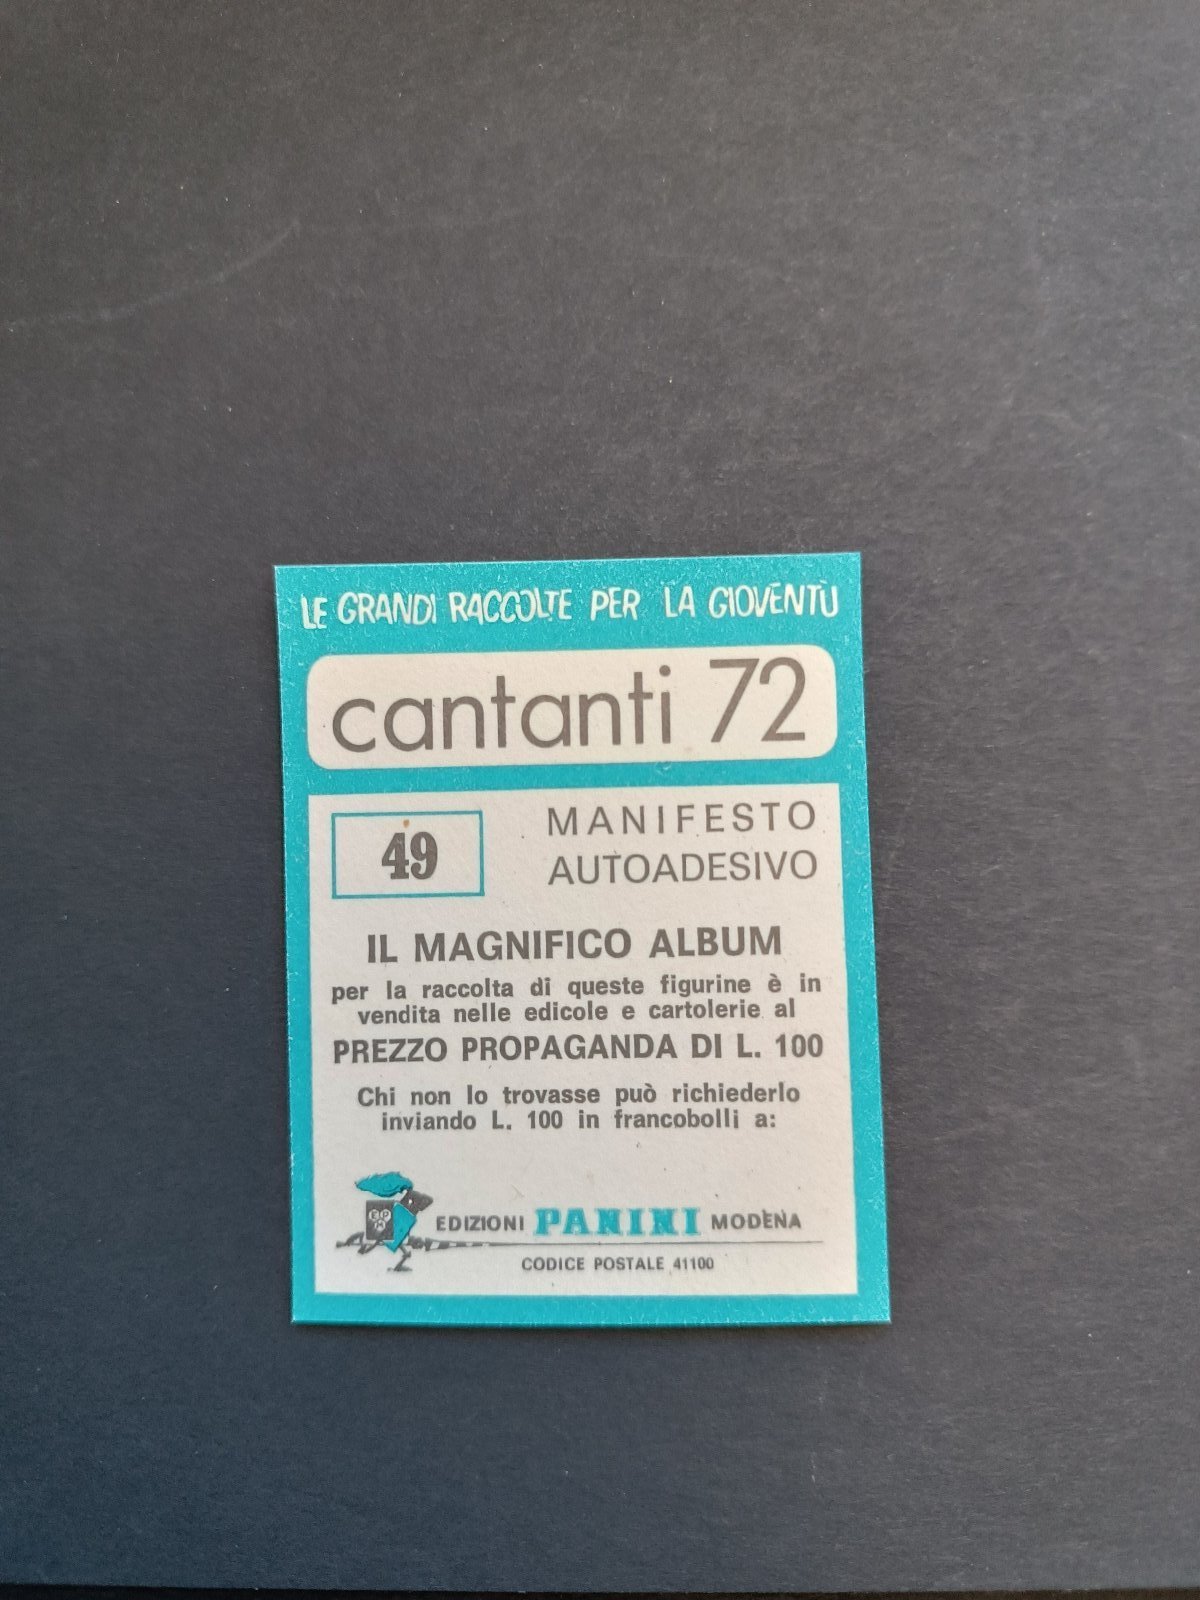 LE GRANDI RACCOLTE PER LA GIOVENTÙ
cantanti 72
49
MANIFESTO
AUTOADESIVO
IL MAGNIFICO ALBUM
per la raccolta di queste figurine è in
vendita nelle edicole e cartolerie al
PREZZO PROPAGANDA DI L. 100
Chi non lo trovasse può richiederlo
inviando L. 100 in francobolli a:
EPM
EDIZIONI PANINI MODENA
CODICE POSTALE 41100